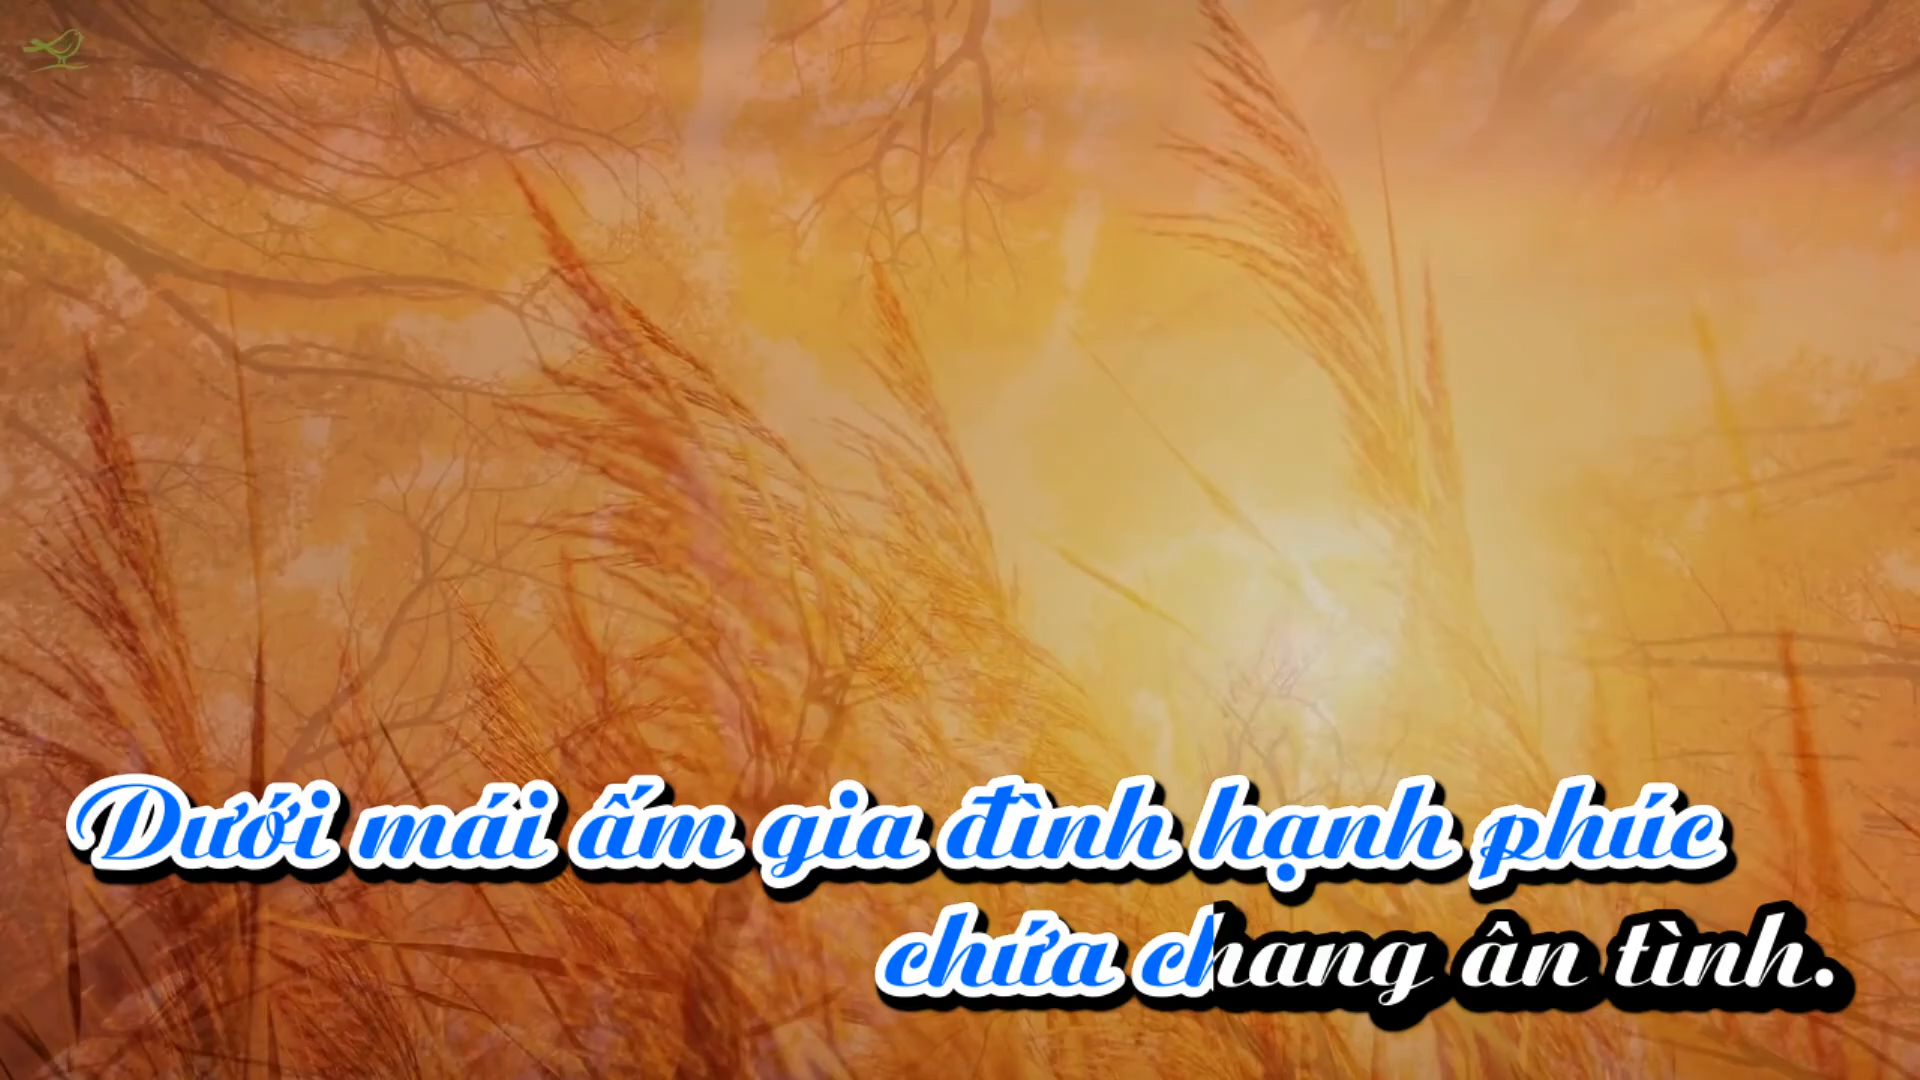 Dưới mái ấm gia đình hạnh phúc
chứa chang ân tình.